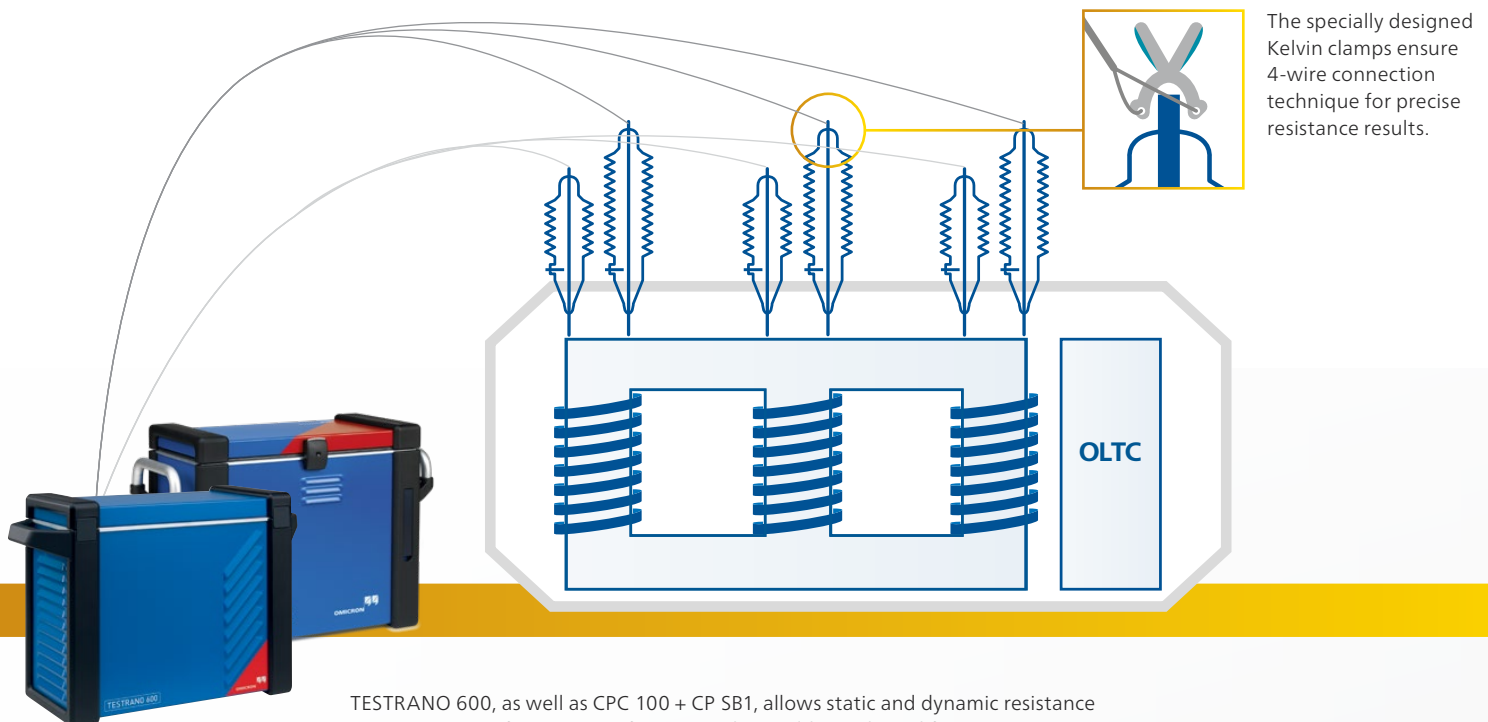 The specially designed
Kelvin clamps ensure
4-wire connection
technique for precise
resistance results.
OLTC
OMICRON
OMICRON
TESTRANO 600
TESTRANO 600, as well as CPC 100 + CP SB1, allows static and dynamic resistance